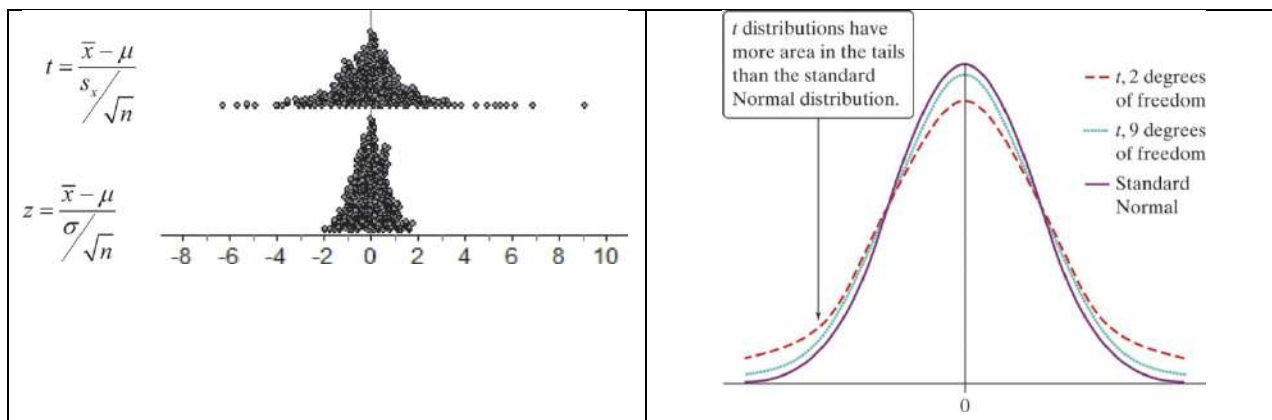 t = x̄ − μ / sₓ/√n
z = x̄ − μ / σ/√n
-8 -6 -4 -2 0 2 4 6 8 10
t distributions have
more area in the tails
than the standard
Normal distribution.
t, 2 degrees
of freedom
t, 9 degrees
of freedom
Standard
Normal
0